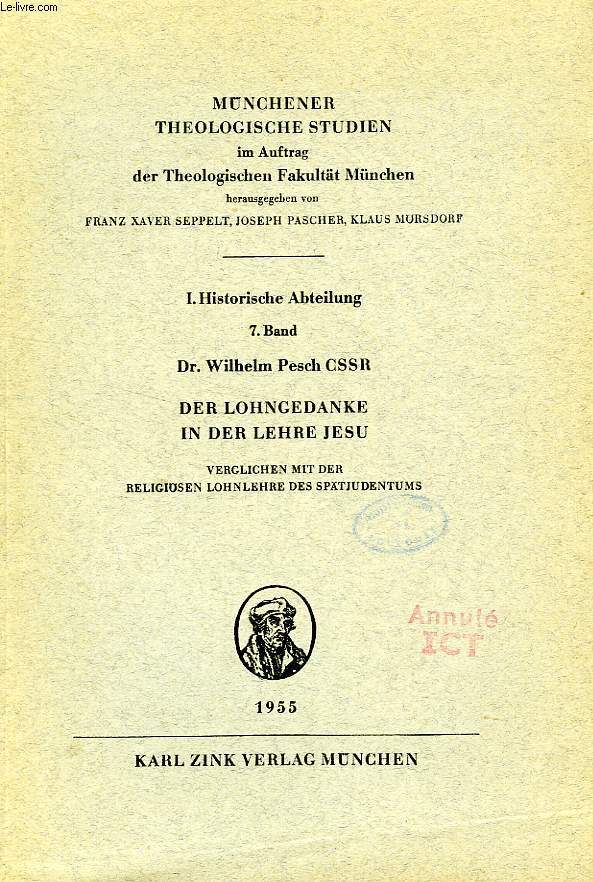 Le-livre.com
MÜNCHENER
THEOLOGISCHE STUDIEN
im Auftrag
der Theologischen Fakultät München
herausgegeben von
FRANZ XAVER SEPPELT, JOSEPH PASCHER, KLAUS MÖRSDORF
I. Historische Abteilung
7. Band
Dr. Wilhelm Pesch CSSR
DER LOHNGEDANKE
IN DER LEHRE JESU
VERGLICHEN MIT DER
RELIGIÖSEN LOHNLEHRE DES SPÄTJUDENTUMS
Annulé
ICT
1955
KARL ZINK VERLAG MÜNCHEN